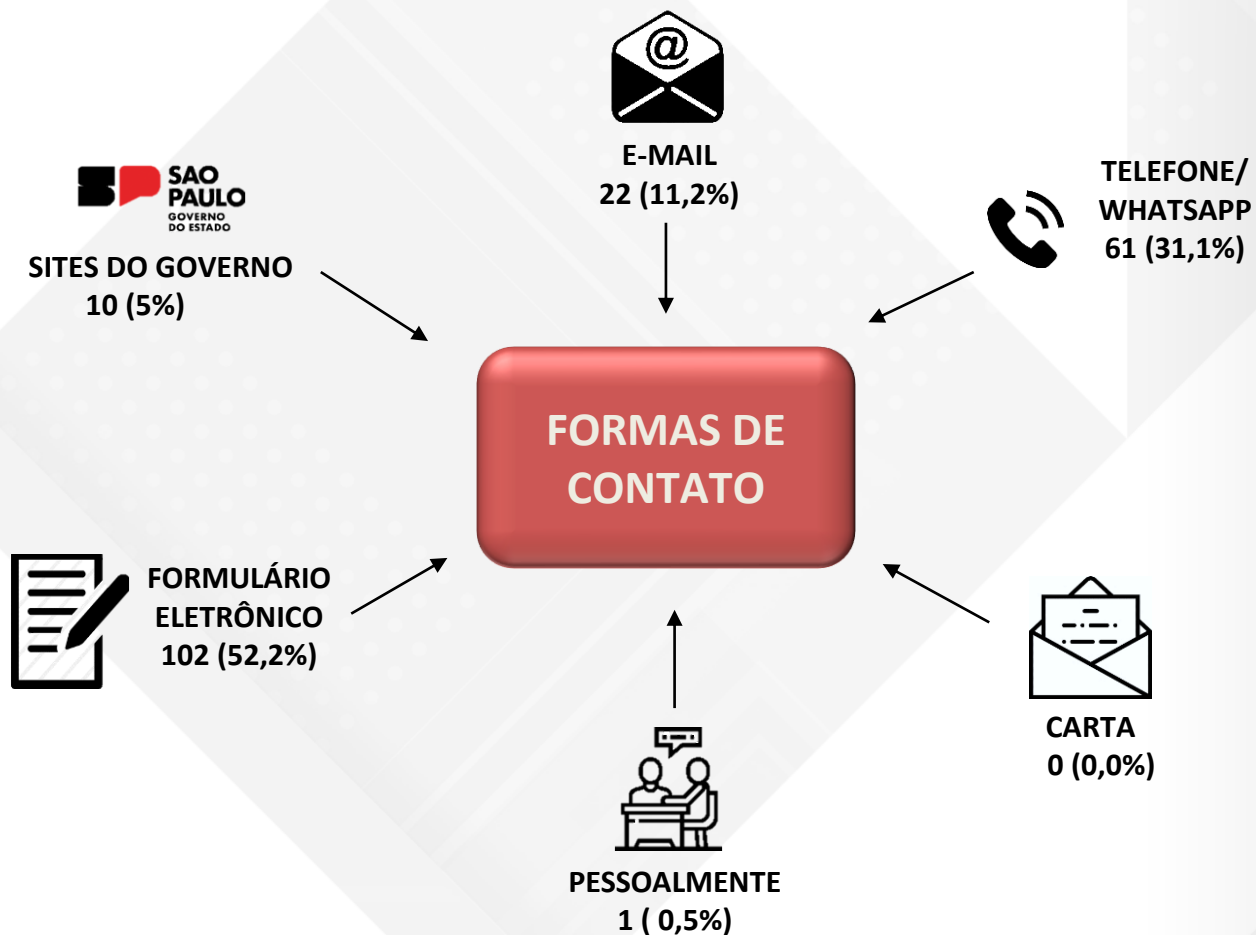 @
E-MAIL
22 (11,2%)
SAO
PAULO
GOVERNO
DO ESTADO
SITES DO GOVERNO
10 (5%)
TELEFONE/
WHATSAPP
61 (31,1%)
FORMAS DE
CONTATO
FORMULÁRIO
ELETRÔNICO
102 (52,2%)
CARTA
0 (0,0%)
PESSOALMENTE
1 ( 0,5%)